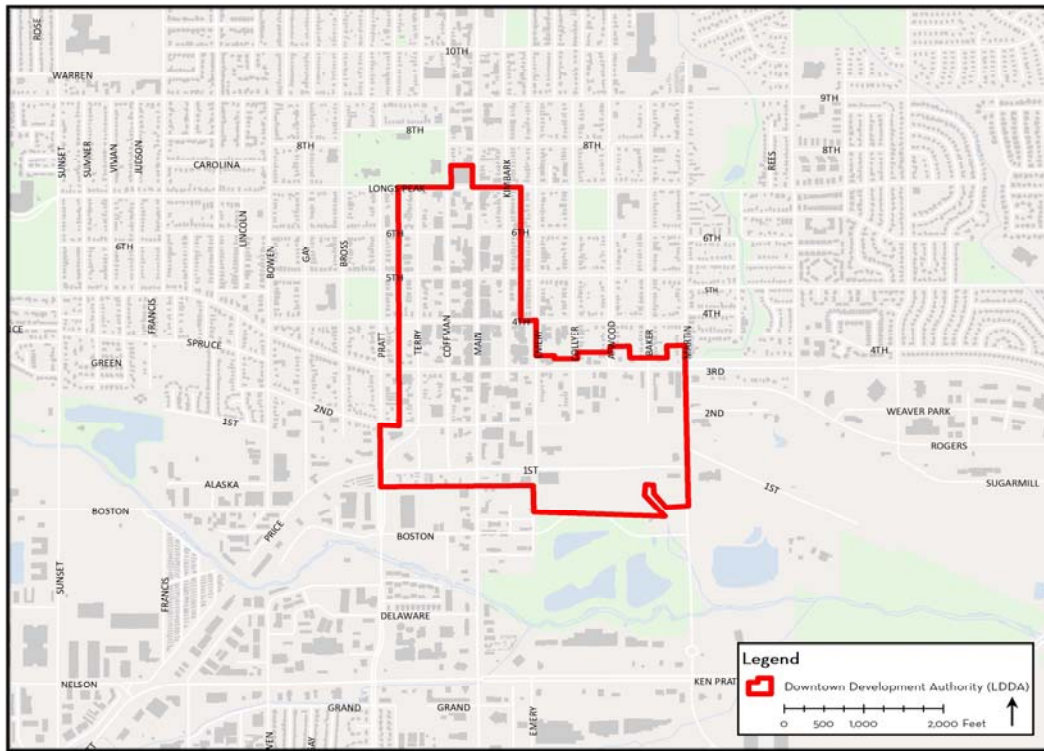 ROSE
10TH
WARREN
9TH
8TH
8TH
8TH
8TH
SUNSET
SUMNER
VIVIAN
JUDSON
CAROLINA
REES
LONGS PEAK
KIMBARK
LINCOLN
6TH
6TH
6TH
6TH
BOWEN
GAY
BROSS
5TH
5TH
4TH
4TH
FRANCIS
SPRUCE
GREEN
PRATT
TERRY
COFFMAN
MAIN
EMERY
COLLYER
ATWOOD
BAKER
MARTIN
4TH
3RD
2ND
2ND
1ST
WEAVER PARK
ROGERS
1ST
1ST
SUGARMILL
ALASKA
BOSTON
PRICE
BOSTON
SUNSET
FRANCIS
DELAWARE
NELSON
KEN PRAT
GRAND
GRAND
EMERY
Legend
Downtown Development Authority (LDDA)
0 500 1,000 2,000 Feet